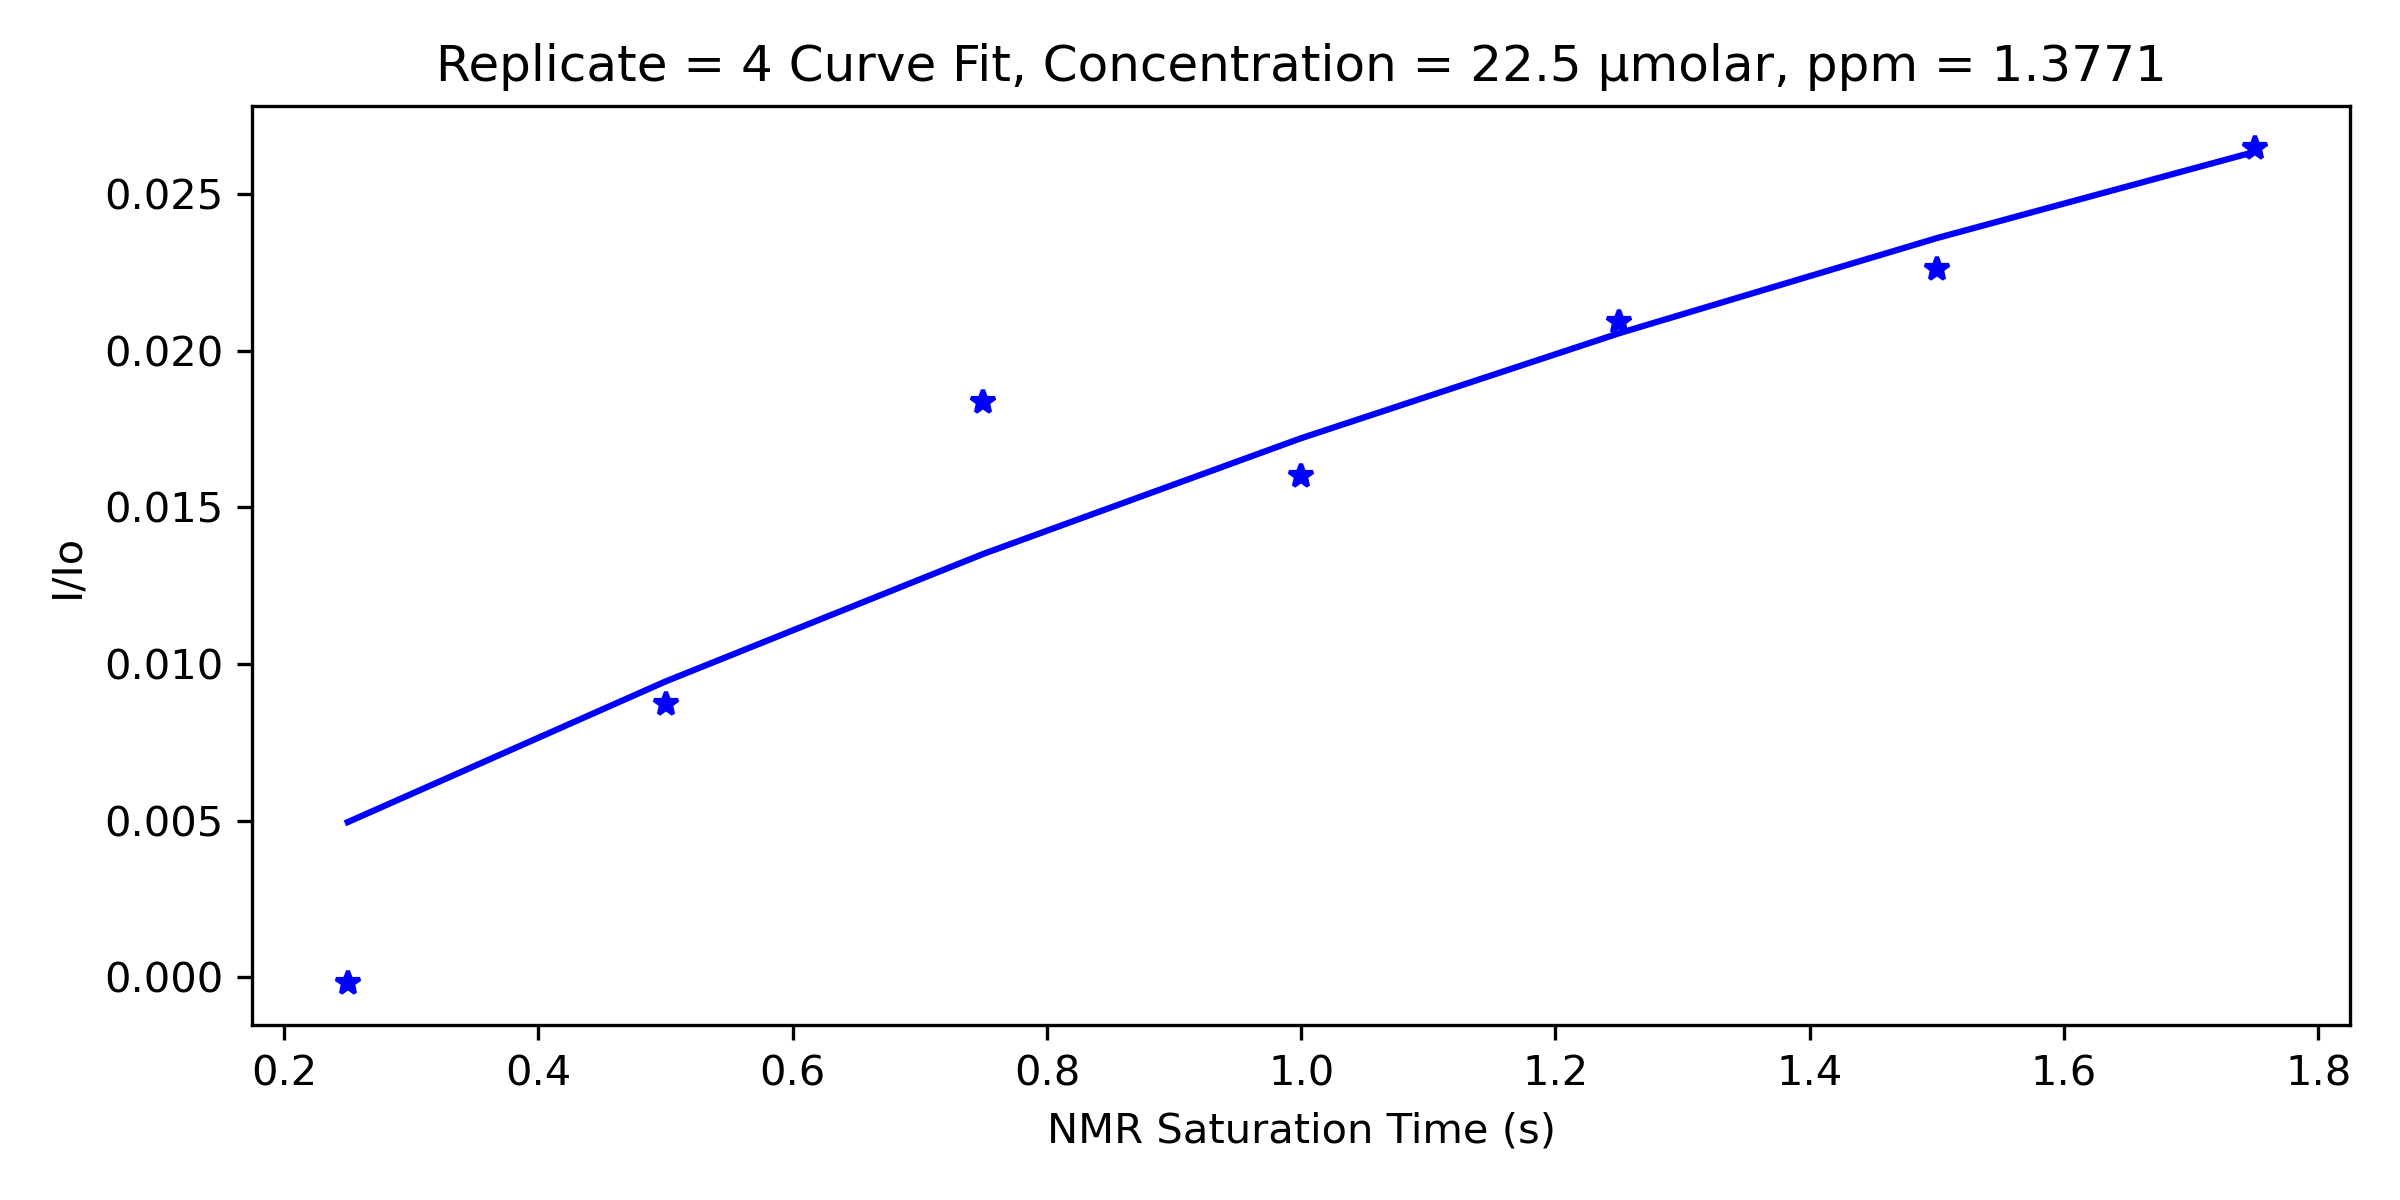 Replicate = 4 Curve Fit, Concentration = 22.5 µmolar, ppm = 1.3771
0.025
0.020
0.015
0.010
0.005
0.000
I/Io
0.2 0.4 0.6 0.8 1.0 1.2 1.4 1.6 1.8
NMR Saturation Time (s)